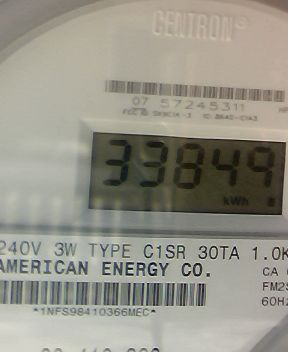 CENTRON®
07 57245311
33849
kWh
240V 3W TYPE C1SR 30TA 1.0K
AMERICAN ENERGY CO.
CA
FM2S
60Hz
*1NFS98410366MEC*